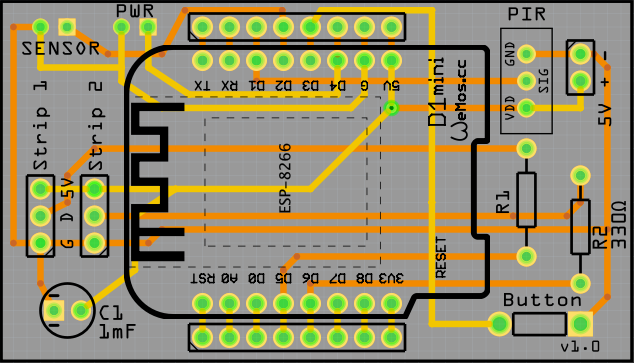 PWR
PIR
SENSOR
GND
SIG
VDD
- + 5V
TX RX D1 D2 D3 D4 G 5V
D1 mini
WeMos.cc
Strip 1
Strip 2
ESP-8266
5V
D
G
R1
R2
330Ω
RESET
RST A0 D0 D5 D6 D7 D8 3V3
C1
1mF
Button
v1.0